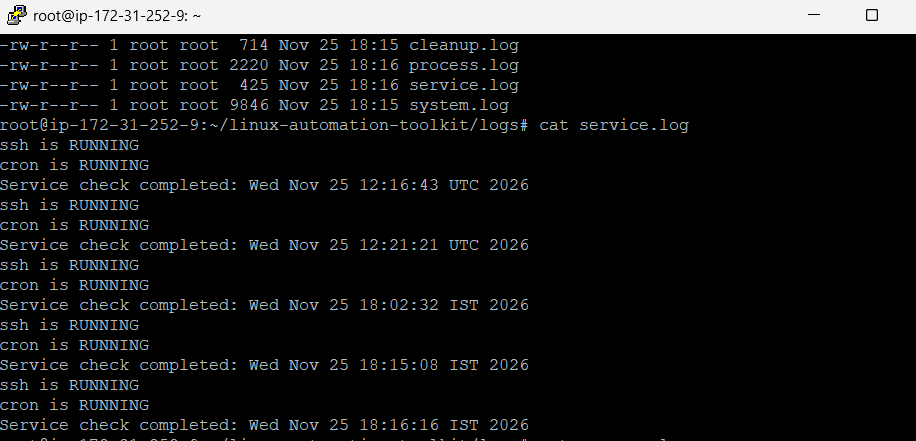 root@ip-172-31-252-9: ~
-rw-r--r-- 1 root root  714 Nov 25 18:15 cleanup.log
-rw-r--r-- 1 root root 2220 Nov 25 18:16 process.log
-rw-r--r-- 1 root root  425 Nov 25 18:16 service.log
-rw-r--r-- 1 root root 9846 Nov 25 18:15 system.log
root@ip-172-31-252-9:~/linux-automation-toolkit/logs# cat service.log
ssh is RUNNING
cron is RUNNING
Service check completed: Wed Nov 25 12:16:43 UTC 2026
ssh is RUNNING
cron is RUNNING
Service check completed: Wed Nov 25 12:21:21 UTC 2026
ssh is RUNNING
cron is RUNNING
Service check completed: Wed Nov 25 18:02:32 IST 2026
ssh is RUNNING
cron is RUNNING
Service check completed: Wed Nov 25 18:15:08 IST 2026
ssh is RUNNING
cron is RUNNING
Service check completed: Wed Nov 25 18:16:16 IST 2026